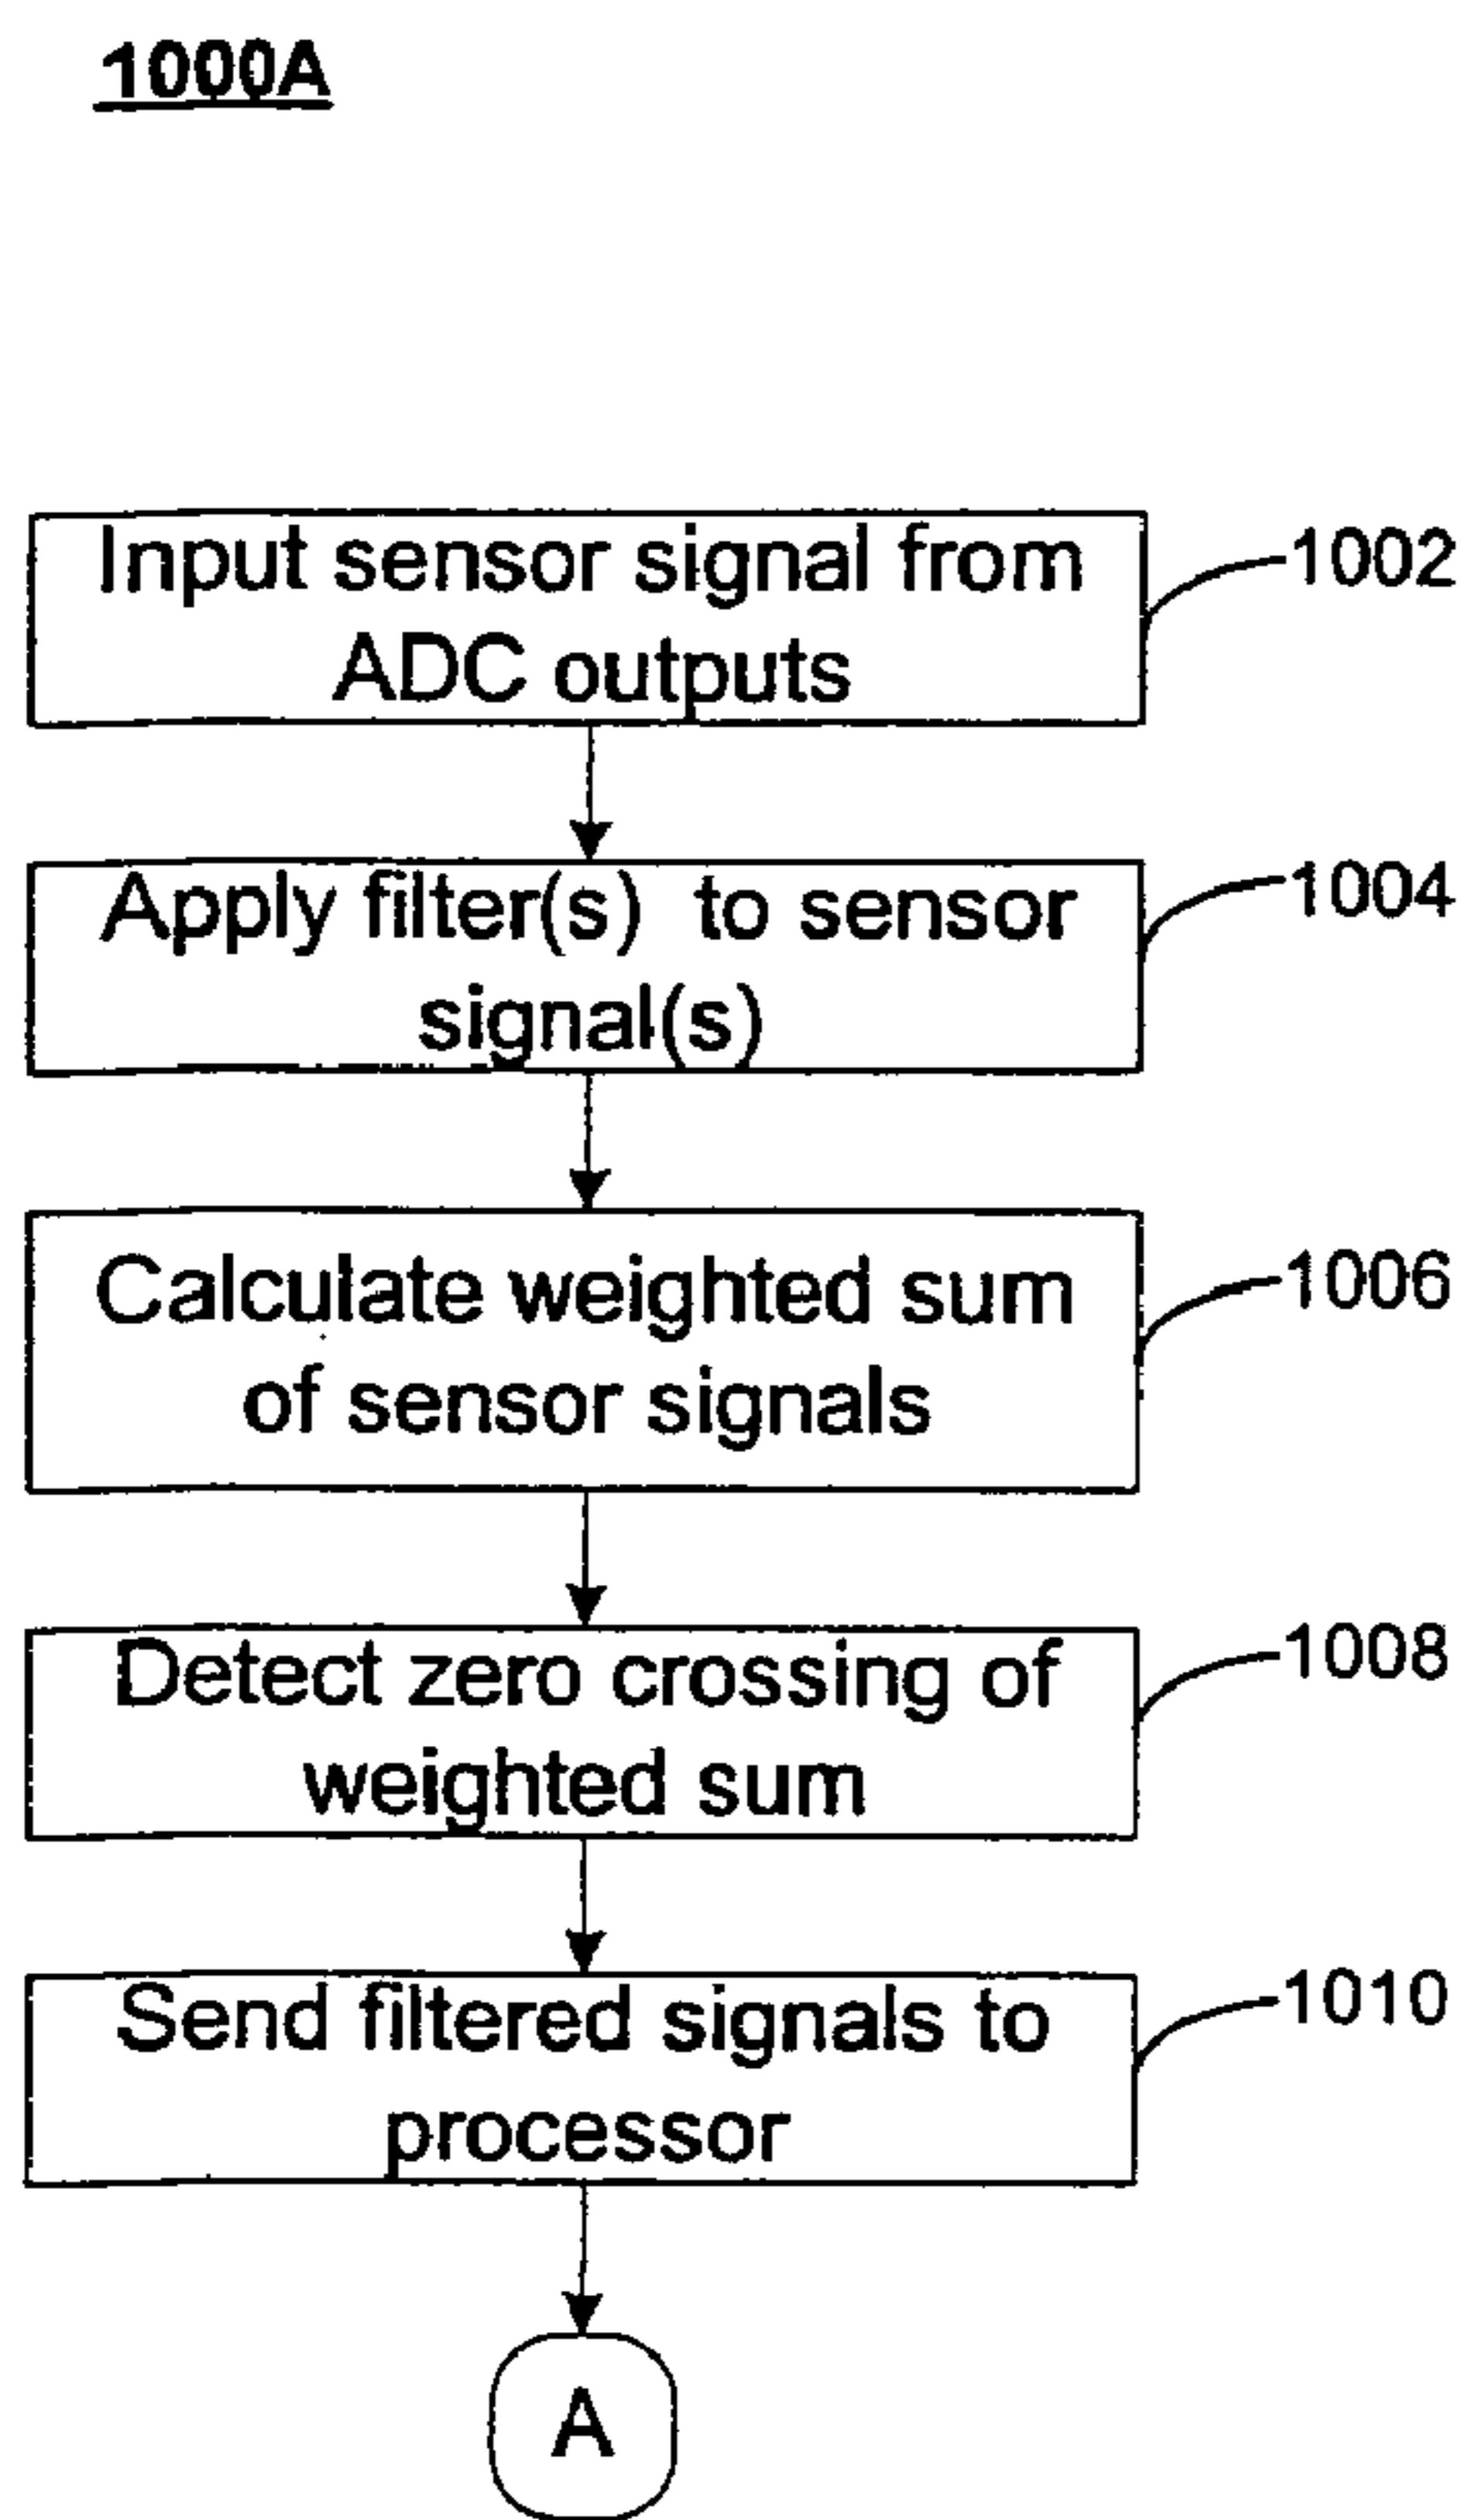 1000A
Input sensor signal from
ADC outputs
1002
Apply filter(s) to sensor
signal(s)
1004
Calculate weighted sum
of sensor signals
1006
Detect zero crossing of
weighted sum
1008
Send filtered signals to
processor
1010
A